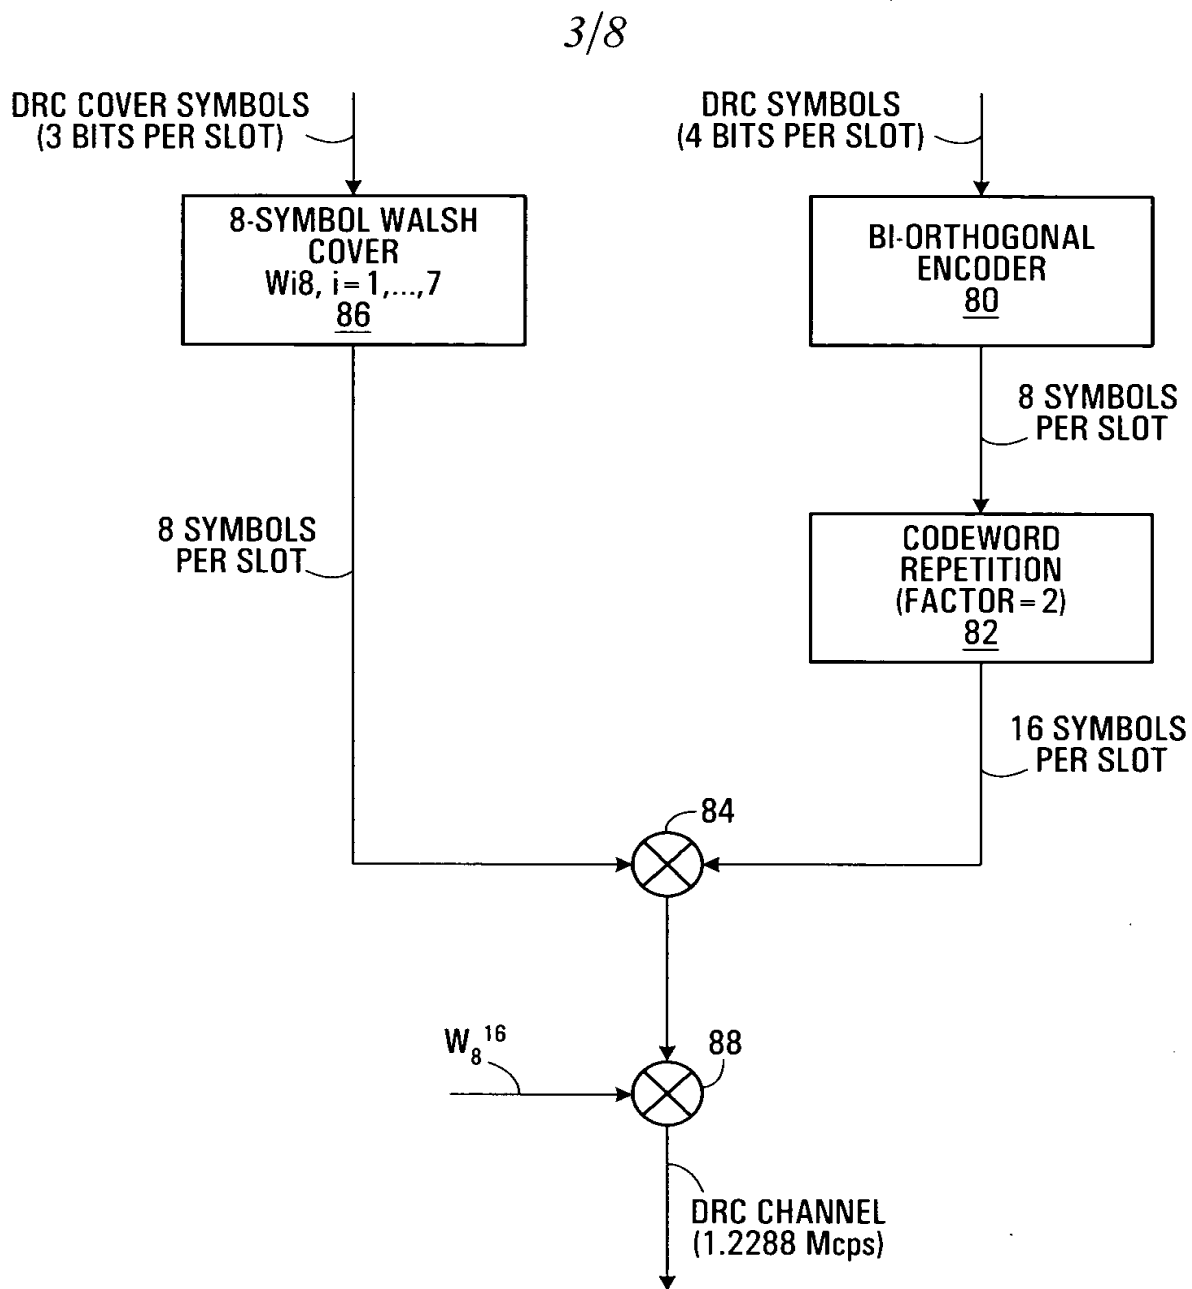 3/8
DRC COVER SYMBOLS
(3 BITS PER SLOT)
DRC SYMBOLS
(4 BITS PER SLOT)
8-SYMBOL WALSH
COVER
Wi8, i = 1,...,7
86
BI-ORTHOGONAL
ENCODER
80
8 SYMBOLS
PER SLOT
8 SYMBOLS
PER SLOT
CODEWORD
REPETITION
(FACTOR = 2)
82
16 SYMBOLS
PER SLOT
84
W₈¹⁶
88
DRC CHANNEL
(1.2288 Mcps)